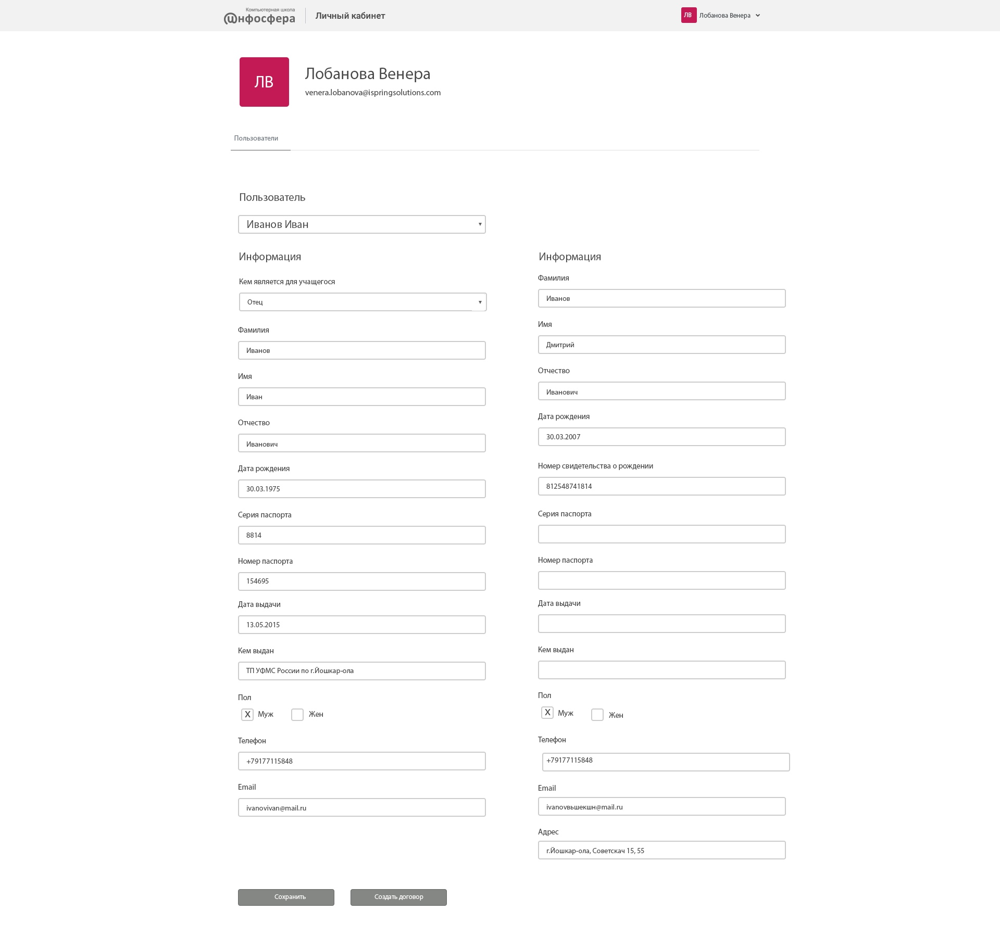 Компьютерная школа
Инфосфера
Личный кабинет
ЛВ
Лобанова Венера
ЛВ
Лобанова Венера
venera.lobanova@ispringsolutions.com
Пользователи
Пользователь
Иванов Иван
Информация
Кем является для учащегося
Отец
Фамилия
Иванов
Имя
Иван
Отчество
Иванович
Дата рождения
30.03.1975
Серия паспорта
8814
Номер паспорта
154695
Дата выдачи
13.05.2015
Кем выдан
ТП УФМС России по г.Йошкар-ола
Пол
X Муж Жен
Телефон
+79177115848
Email
ivanovivan@mail.ru
Информация
Фамилия
Иванов
Имя
Дмитрий
Отчество
Иванович
Дата рождения
30.03.2007
Номер свидетельства о рождении
812548741814
Серия паспорта
Номер паспорта
Дата выдачи
Кем выдан
Пол
X Муж Жен
Телефон
+79177115848
Email
ivanovвьшекшн@mail.ru
Адрес
г.Йошкар-ола, Советскач 15, 55
Сохранить
Создать договор